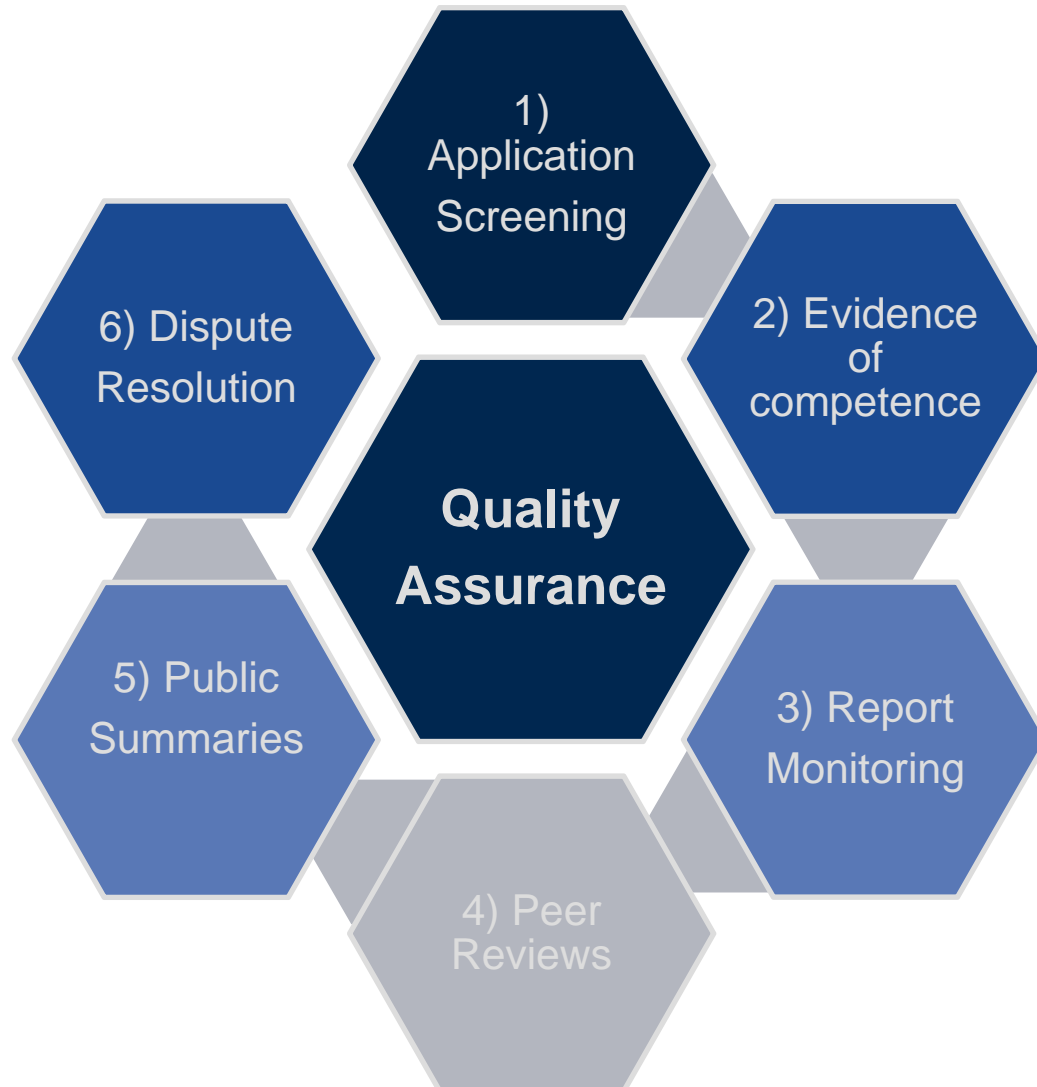 1)
Application
Screening
2) Evidence
of
competence
3) Report
Monitoring
4) Peer
Reviews
5) Public
Summaries
6) Dispute
Resolution
Quality
Assurance